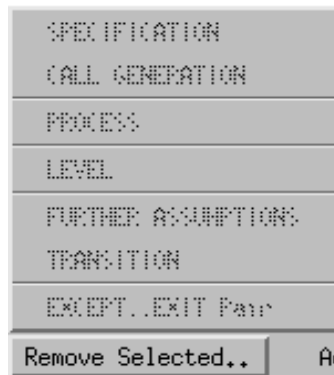 SPECIFICATION
CALL GENERATION
PROCESS
LEVEL
FURTHER ASSUMPTIONS
TRANSITION
EXCEPT..EXIT Pair
Remove Selected..